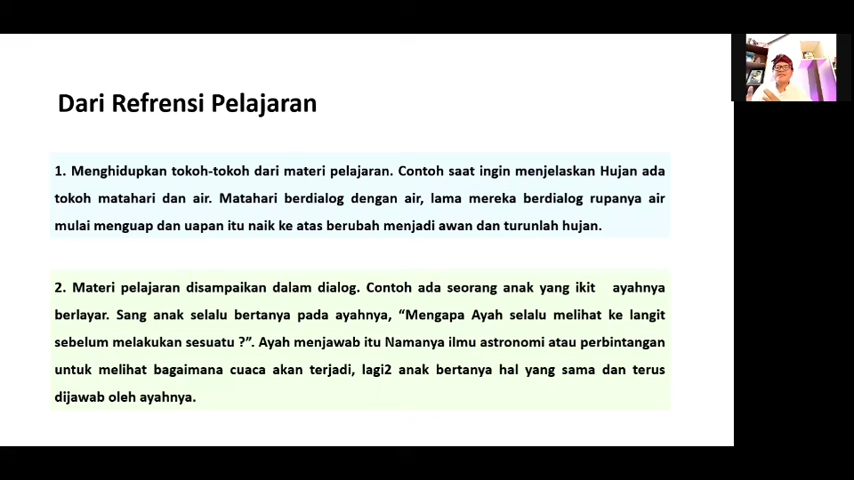 Dari Refrensi Pelajaran
1. Menghidupkan tokoh-tokoh dari materi pelajaran. Contoh saat ingin menjelaskan Hujan ada
tokoh matahari dan air. Matahari berdialog dengan air, lama mereka berdialog rupanya air
mulai menguap dan uapan itu naik ke atas berubah menjadi awan dan turunlah hujan.
2. Materi pelajaran disampaikan dalam dialog. Contoh ada seorang anak yang ikit ayahnya
berlayar. Sang anak selalu bertanya pada ayahnya, “Mengapa Ayah selalu melihat ke langit
sebelum melakukan sesuatu ?”. Ayah menjawab itu Namanya ilmu astronomi atau perbintangan
untuk melihat bagaimana cuaca akan terjadi, lagi2 anak bertanya hal yang sama dan terus
dijawab oleh ayahnya.